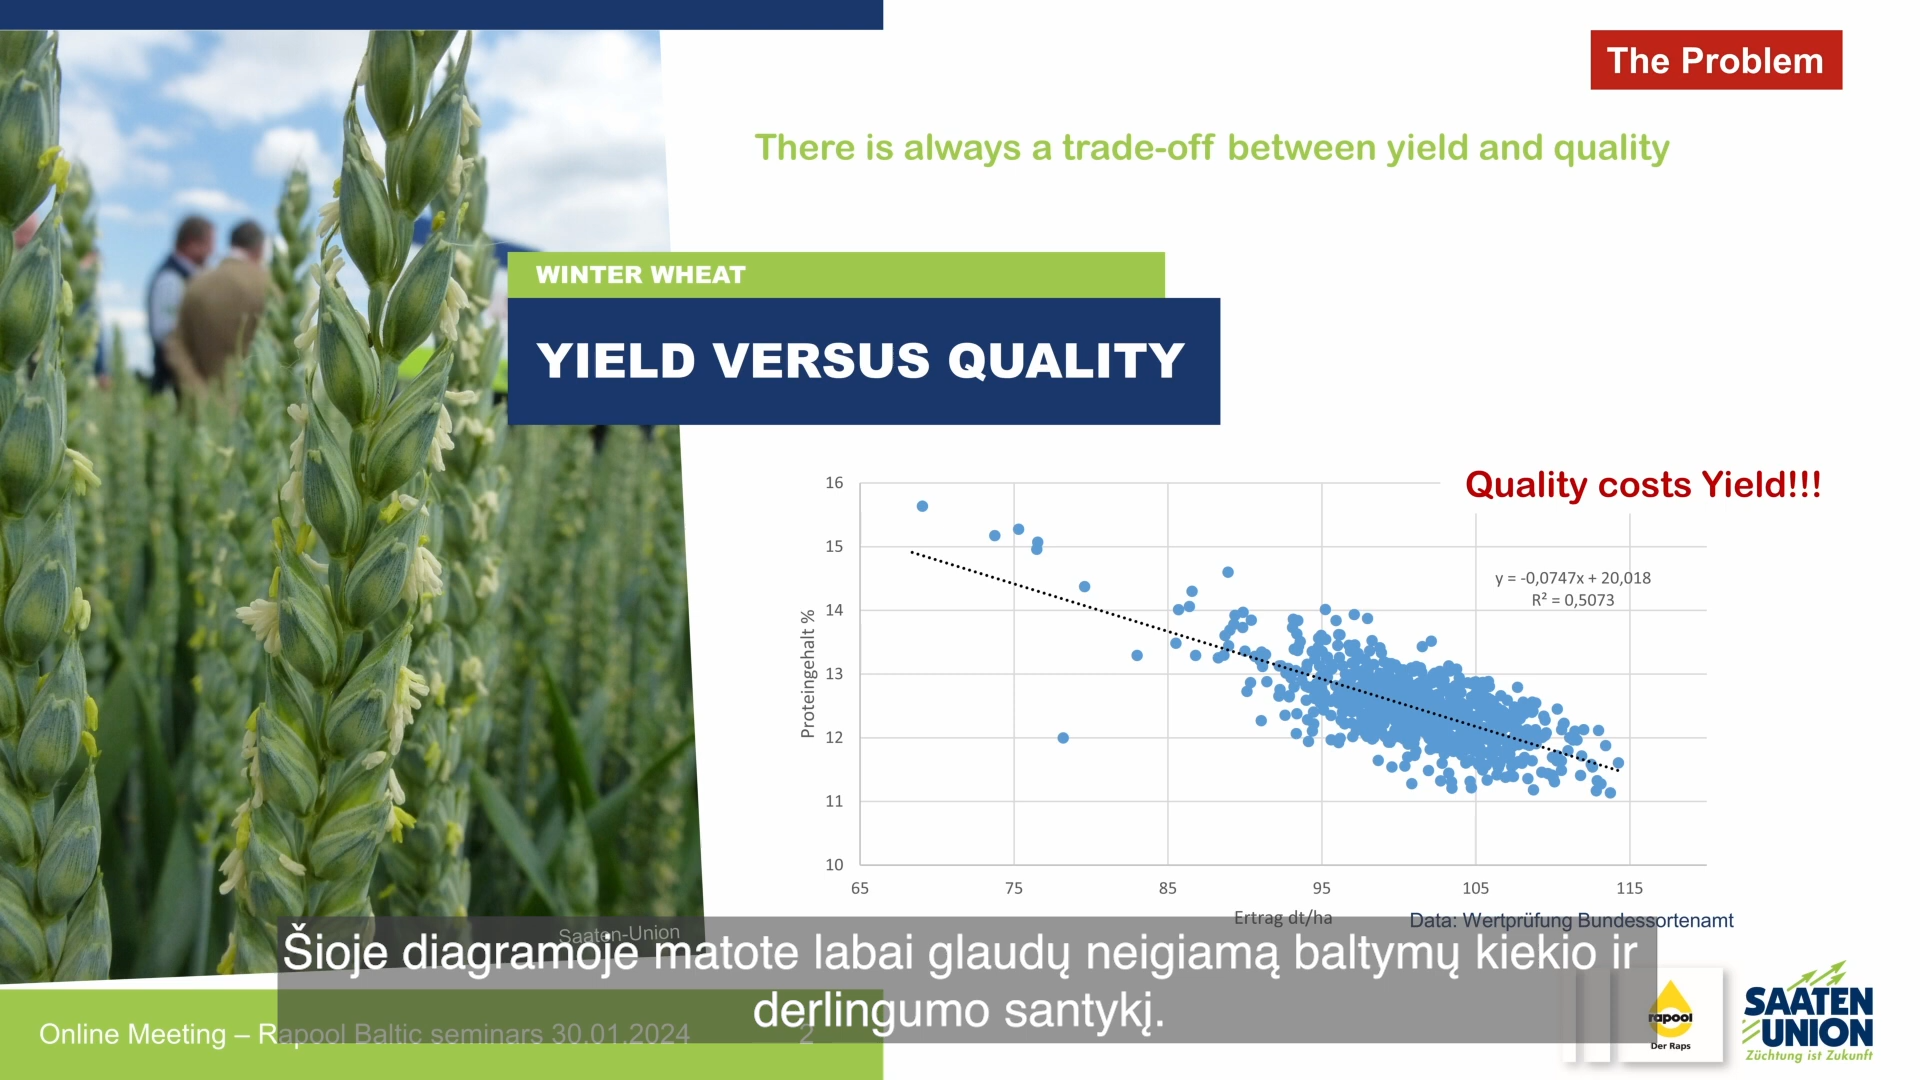 The Problem
There is always a trade-off between yield and quality
WINTER WHEAT
YIELD VERSUS QUALITY
Quality costs Yield!!!
16
15
14
13
12
11
10
Proteingehalt %
y = -0,0747x + 20,018
R² = 0,5073
65 75 85 95 105 115
Ertrag dt/ha
Data: Wertprüfung Bundessortenamt
Saaten-Union
Šioje diagramoje matote labai glaudų neigiamą baltymų kiekio ir
derlingumo santykį.
Online Meeting – Rapool Baltic seminars 30.01.2024
2
rapool
Der Raps
SAATEN
UNION
Züchtung ist Zukunft